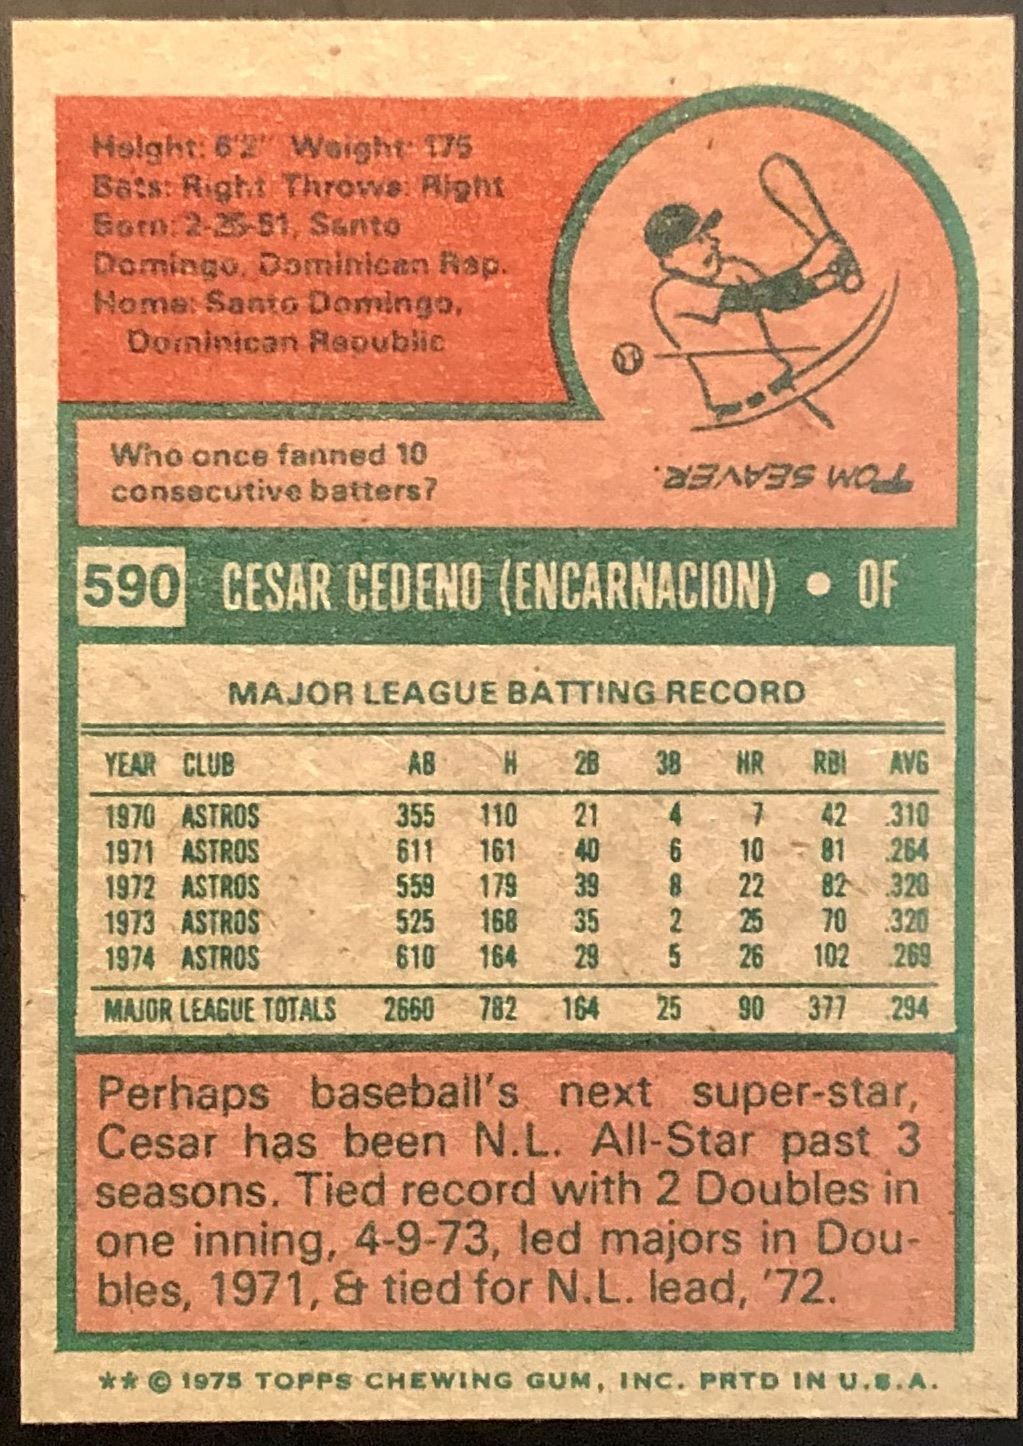 Height: 6'2" Weight: 175
Bats: Right Throws: Right
Born: 2-25-51, Santo
Domingo, Dominican Rep.
Home: Santo Domingo,
Dominican Republic
Who once fanned 10
consecutive batters?
TOM SEAVER.
590 CESAR CEDENO (ENCARNACION) • OF
MAJOR LEAGUE BATTING RECORD
YEAR CLUB AB H 2B 3B HR RBI AVG
1970 ASTROS 355 110 21 4 7 42 .310
1971 ASTROS 611 161 40 6 10 81 .264
1972 ASTROS 559 179 39 8 22 82 .320
1973 ASTROS 525 168 35 2 25 70 .320
1974 ASTROS 610 164 29 5 26 102 .269
MAJOR LEAGUE TOTALS 2660 782 164 25 90 377 .294
Perhaps baseball's next super-star,
Cesar has been N.L. All-Star past 3
seasons. Tied record with 2 Doubles in
one inning, 4-9-73, led majors in Dou-
bles, 1971, & tied for N.L. lead, '72.
** © 1975 TOPPS CHEWING GUM, INC. PRTD IN U.S.A.